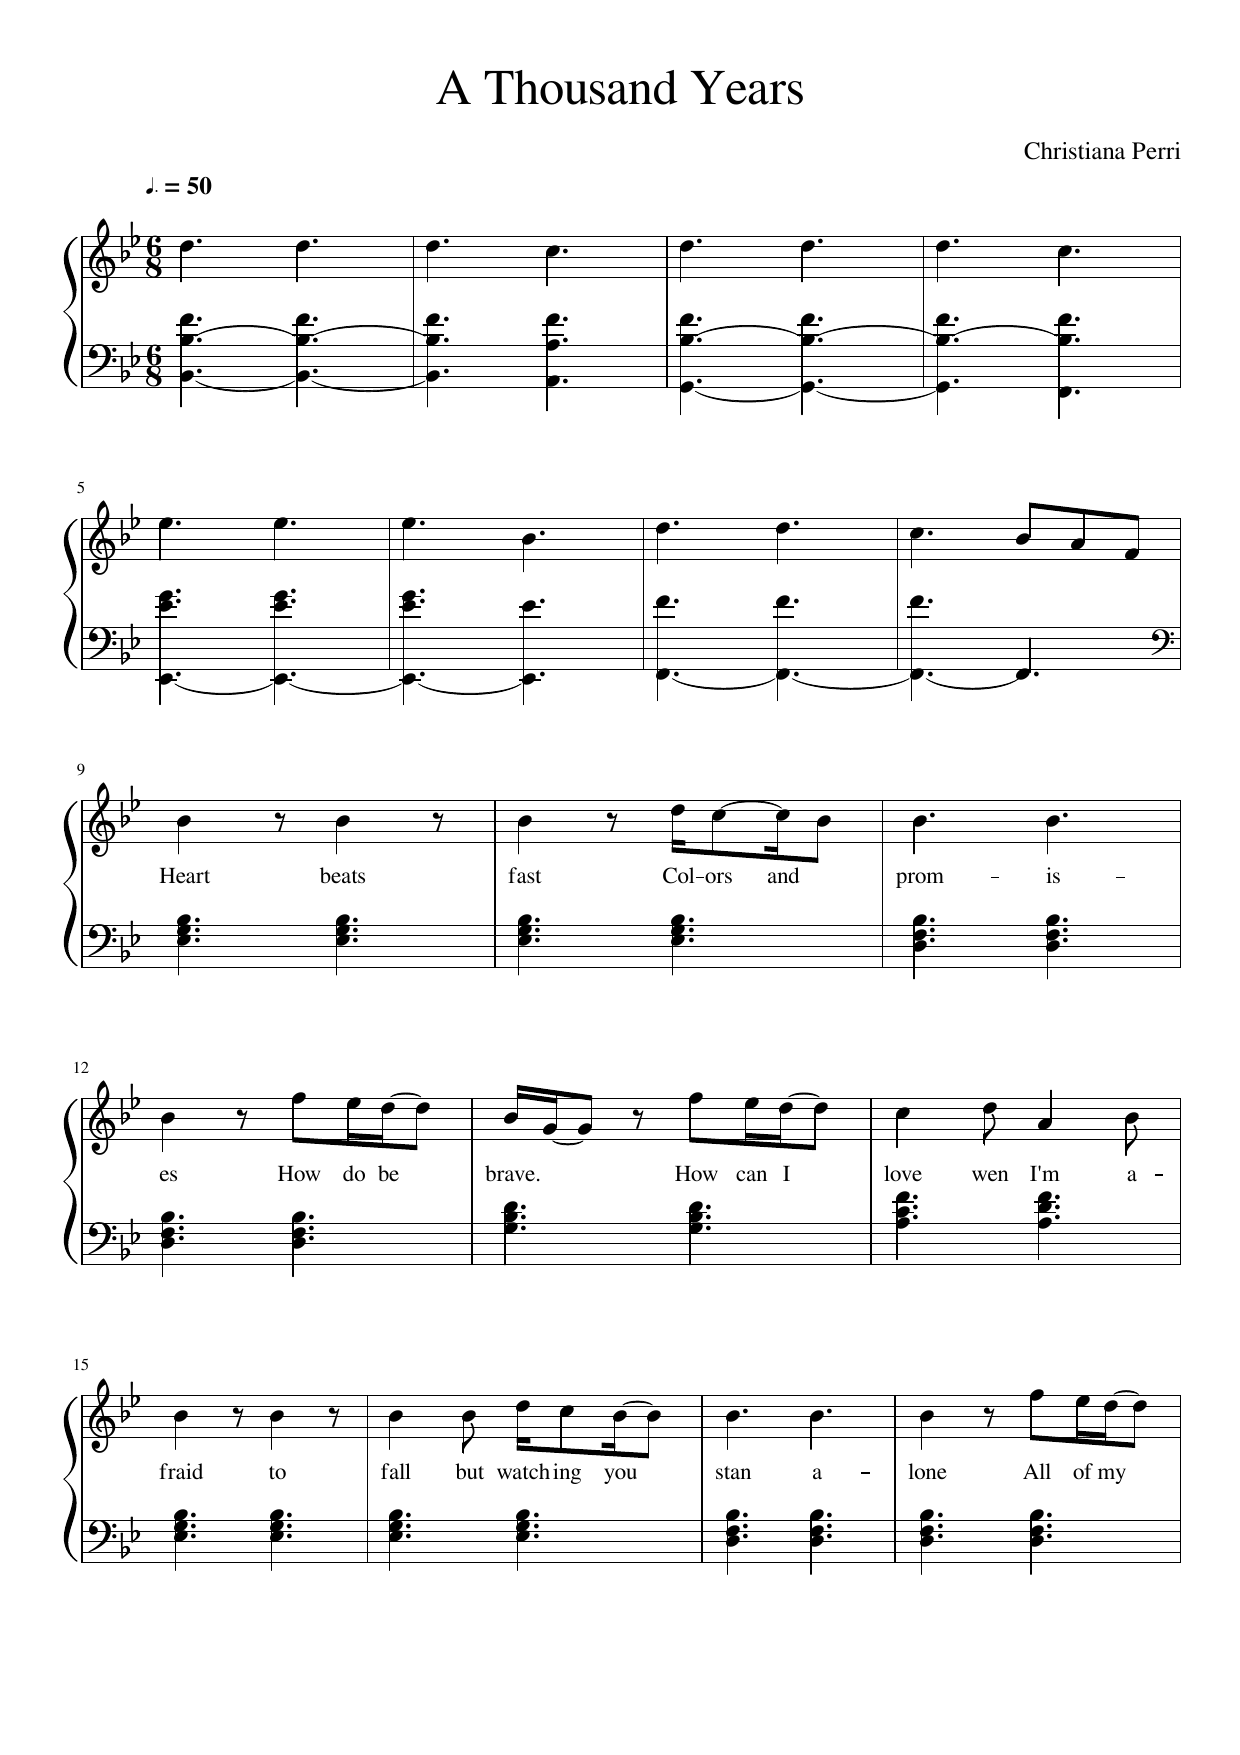 A Thousand Years
Christiana Perri
♩. = 50
6 8
6 8
5
9
Heart beats fast Col-ors and prom - is -
12
es How do be brave. How can I love wen I'm a -
15
fraid to fall but watching you stan a - lone All of my